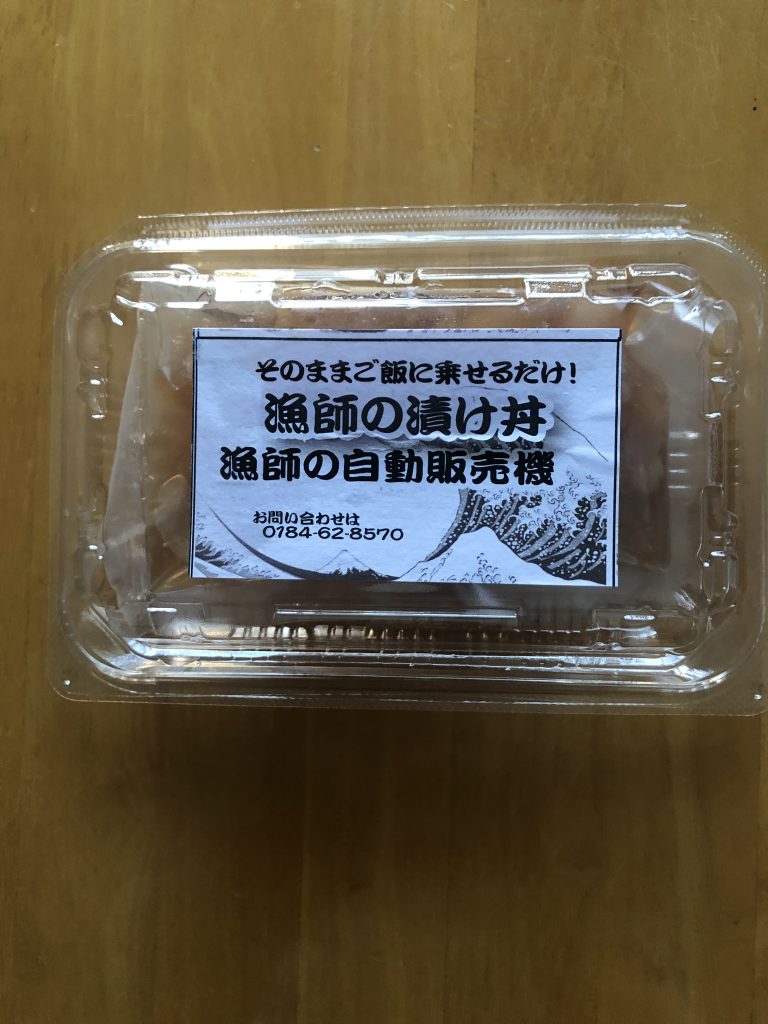 そのままご飯に乗せるだけ!
漁師の漬け丼
漁師の自動販売機
お問い合わせは
0184-62-8570